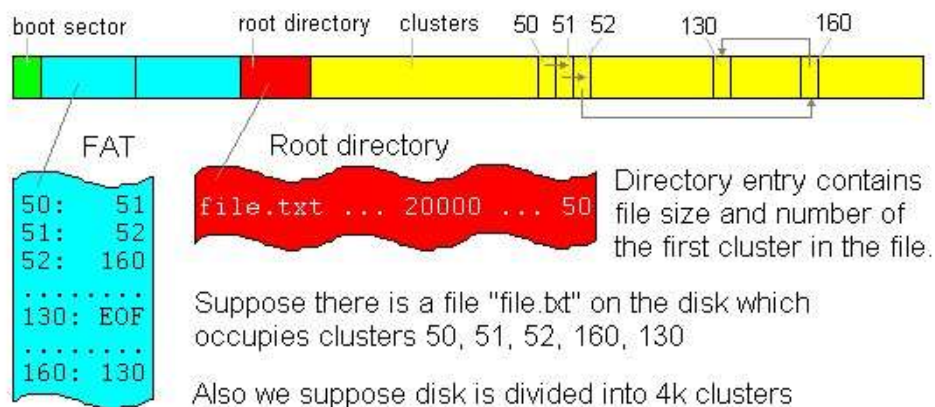 boot sector root directory clusters 50 51 52 130 160
FAT
50: 51
51: 52
52: 160
........
130: EOF
........
160: 130
Root directory
file.txt ... 20000 ... 50
Directory entry contains
file size and number of
the first cluster in the file.
Suppose there is a file "file.txt" on the disk which
occupies clusters 50, 51, 52, 160, 130
Also we suppose disk is divided into 4k clusters